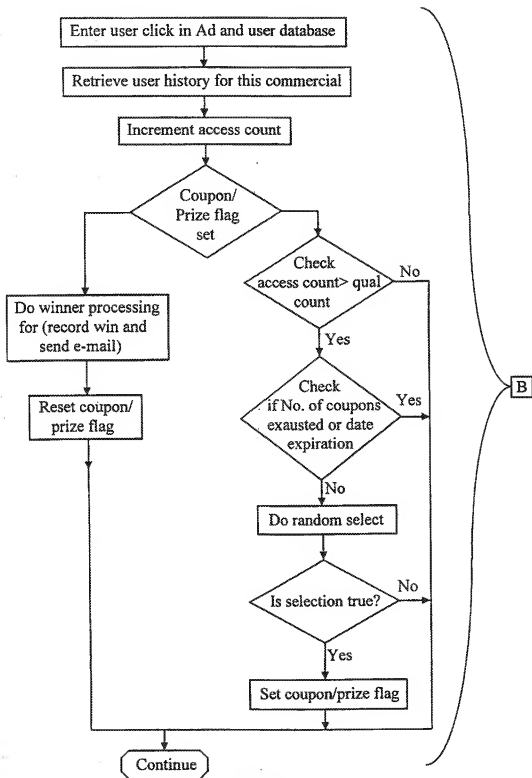 Enter user click in Ad and user database
Retrieve user history for this commercial
Increment access count
Coupon/
Prize flag
set
Do winner processing
for (record win and
send e-mail)
Reset coupon/
prize flag
Check
access count> qual
count
No
Yes
Check
if No. of coupons
exausted or date
expiration
Yes
No
Do random select
Is selection true?
No
Yes
Set coupon/prize flag
Continue
B